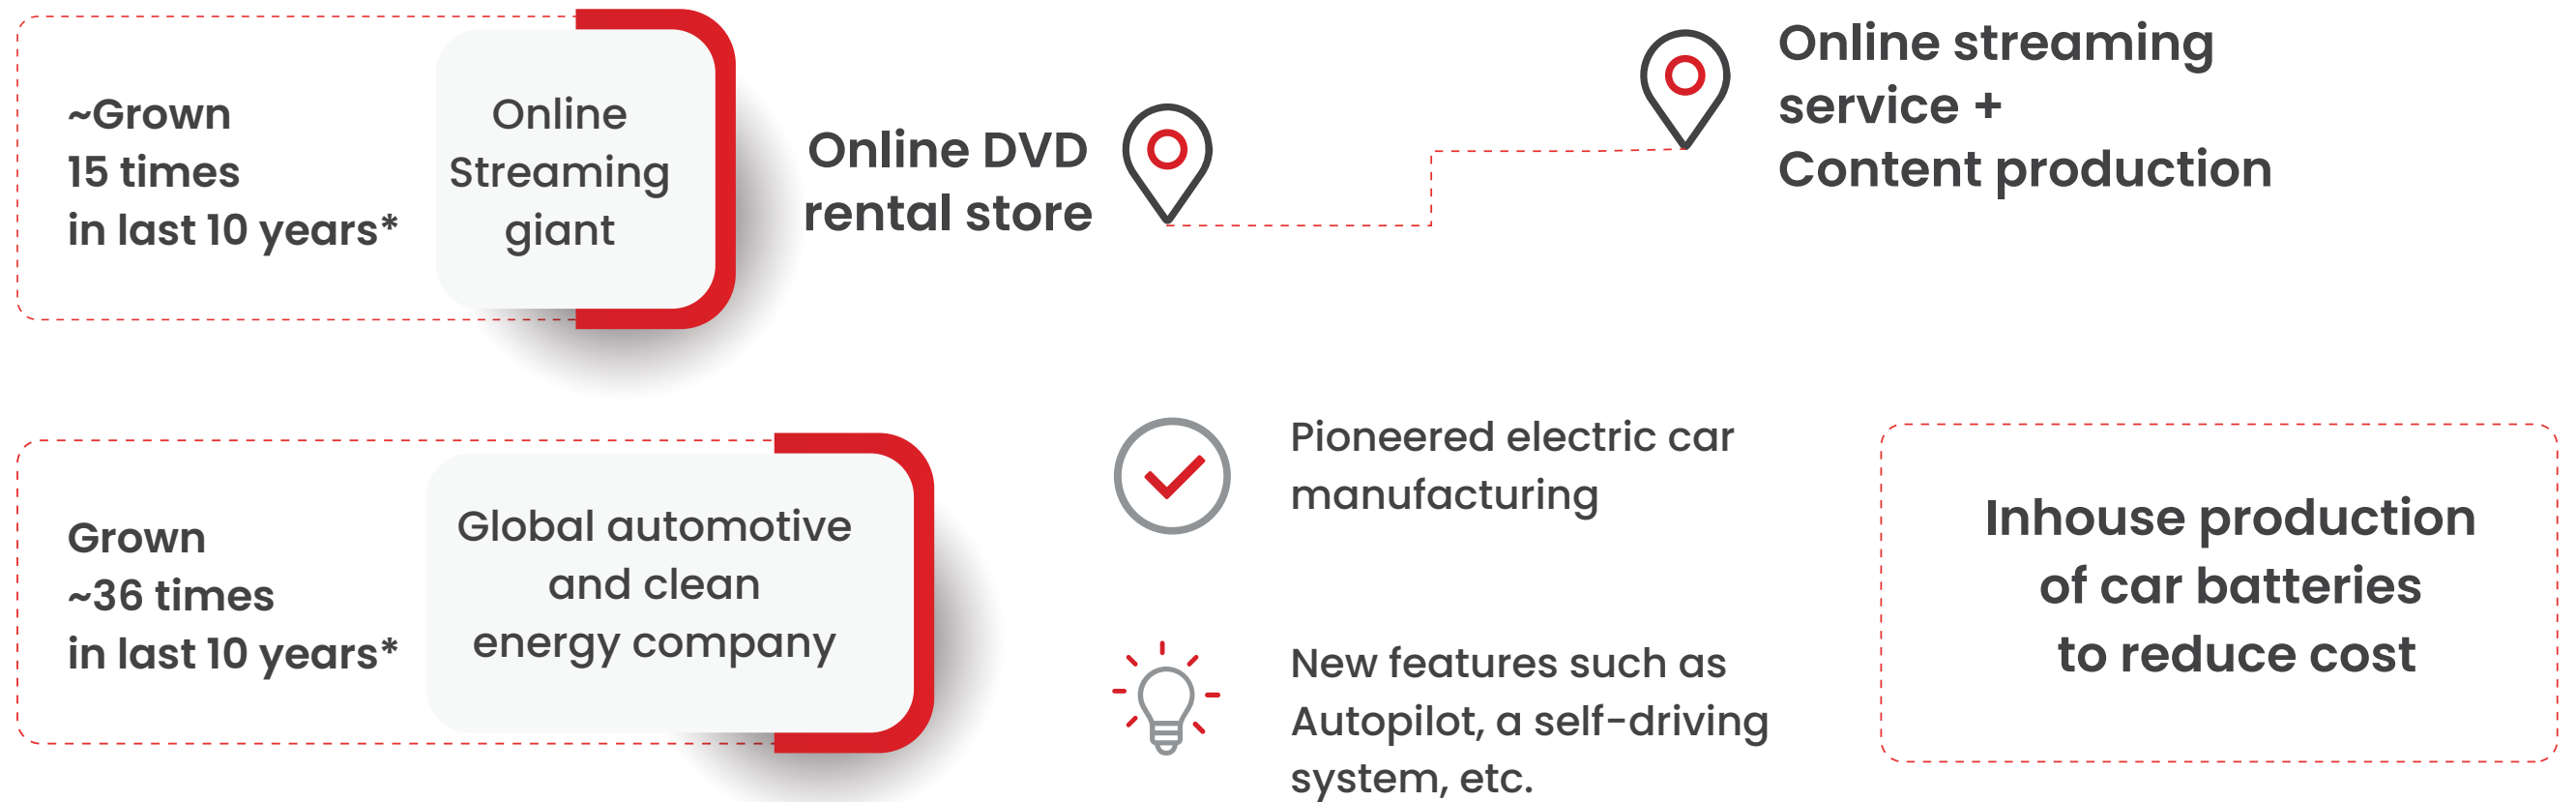 ~Grown
15 times
in last 10 years*
Online
Streaming
giant
Online DVD
rental store
Online streaming
service +
Content production
Grown
~36 times
in last 10 years*
Global automotive
and clean
energy company
Pioneered electric car
manufacturing
New features such as
Autopilot, a self-driving
system, etc.
Inhouse production
of car batteries
to reduce cost